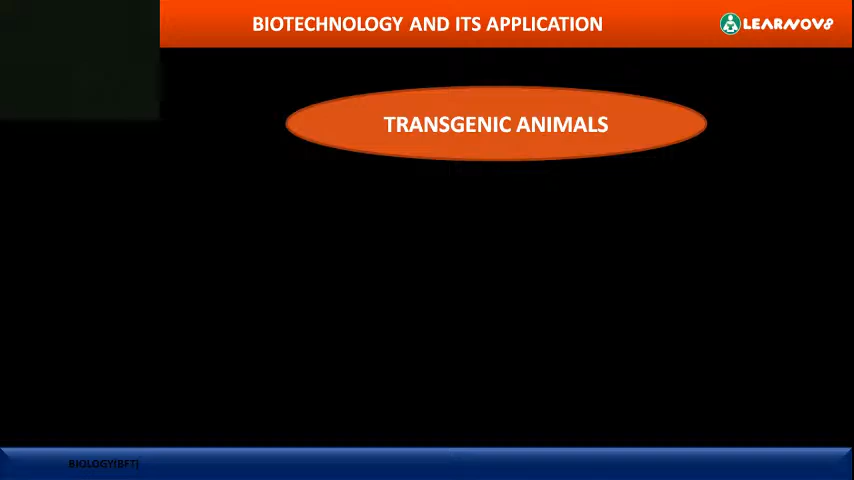 BIOTECHNOLOGY AND ITS APPLICATION
LEARNOV8
TRANSGENIC ANIMALS
BIOLOGY(BFT)